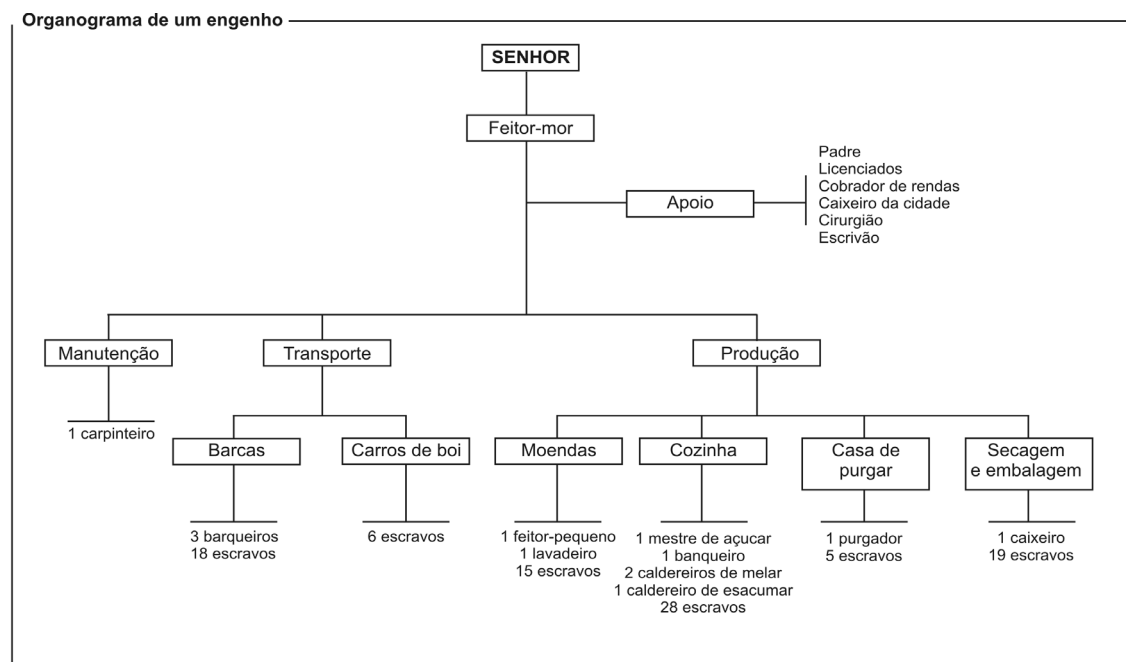 Organograma de um engenho
SENHOR
Feitor-mor
Apoio
Padre
Licenciados
Cobrador de rendas
Caixeiro da cidade
Cirurgião
Escrivão
Manutenção
1 carpinteiro
Transporte
Barcas
3 barqueiros
18 escravos
Carros de boi
6 escravos
Produção
Moendas
1 feitor-pequeno
1 lavadeiro
15 escravos
Cozinha
1 mestre de açucar
1 banqueiro
2 caldereiros de melar
1 caldereiro de esacumar
28 escravos
Casa de
purgar
1 purgador
5 escravos
Secagem
e embalagem
1 caixeiro
19 escravos